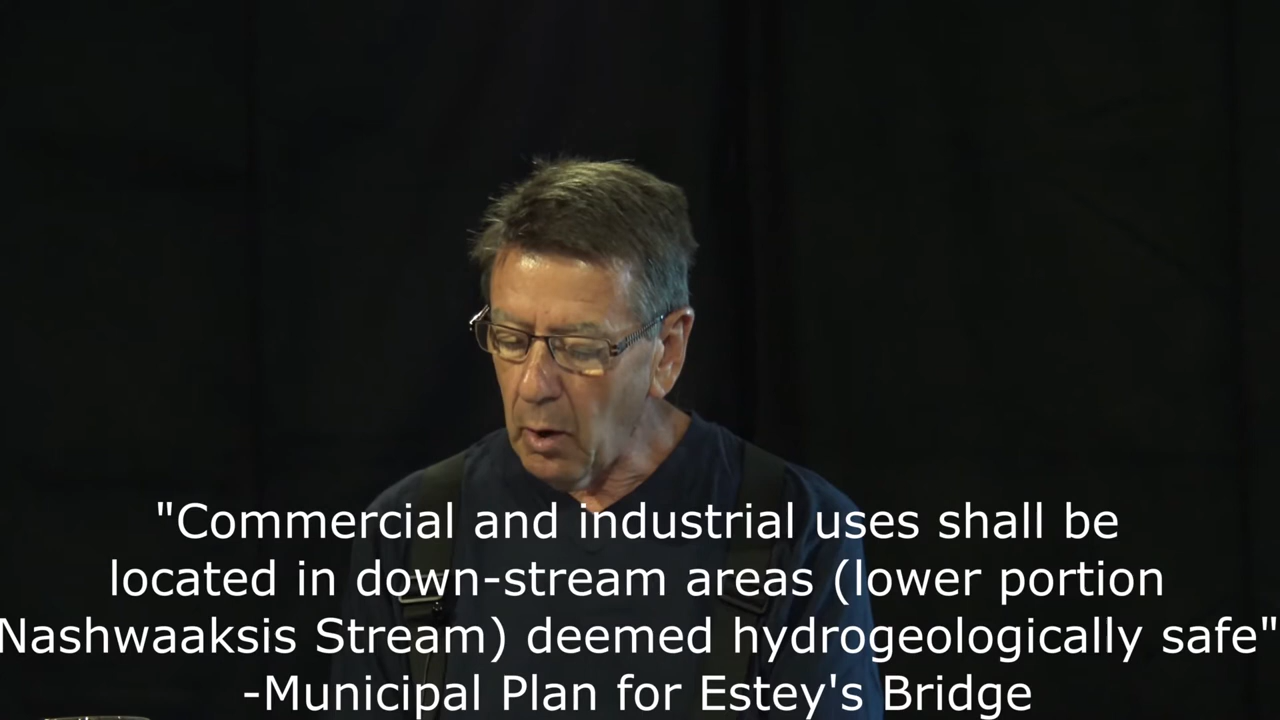 "Commercial and industrial uses shall be
located in down-stream areas (lower portion
Nashwaaksis Stream) deemed hydrogeologically safe"
-Municipal Plan for Estey's Bridge